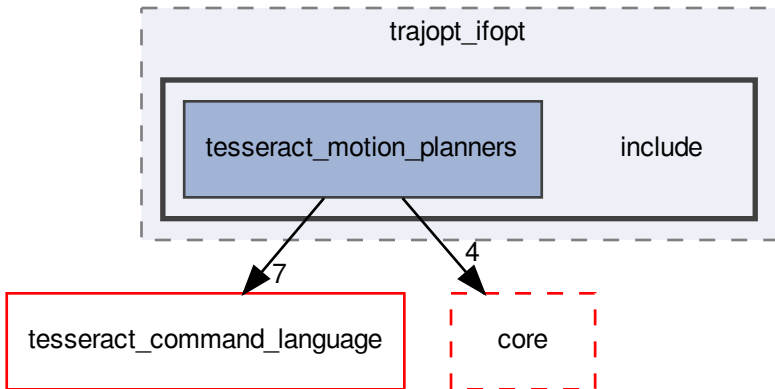 trajopt_ifopt
tesseract_motion_planners
include
7
4
tesseract_command_language
core